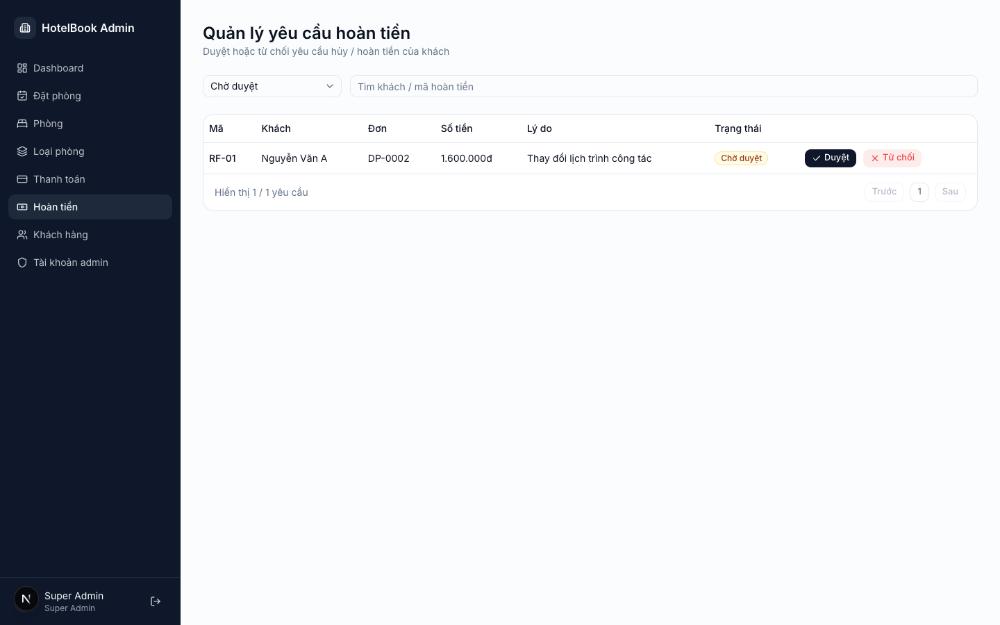 HotelBook Admin
Dashboard
Đặt phòng
Phòng
Loại phòng
Thanh toán
Hoàn tiền
Khách hàng
Tài khoản admin
Super Admin
Super Admin
Quản lý yêu cầu hoàn tiền
Duyệt hoặc từ chối yêu cầu hủy / hoàn tiền của khách
Chờ duyệt
Tìm khách / mã hoàn tiền
Mã Khách Đơn Số tiền Lý do Trạng thái
RF-01 Nguyễn Văn A DP-0002 1.600.000đ Thay đổi lịch trình công tác Chờ duyệt Duyệt Từ chối
Hiển thị 1 / 1 yêu cầu Trước 1 Sau